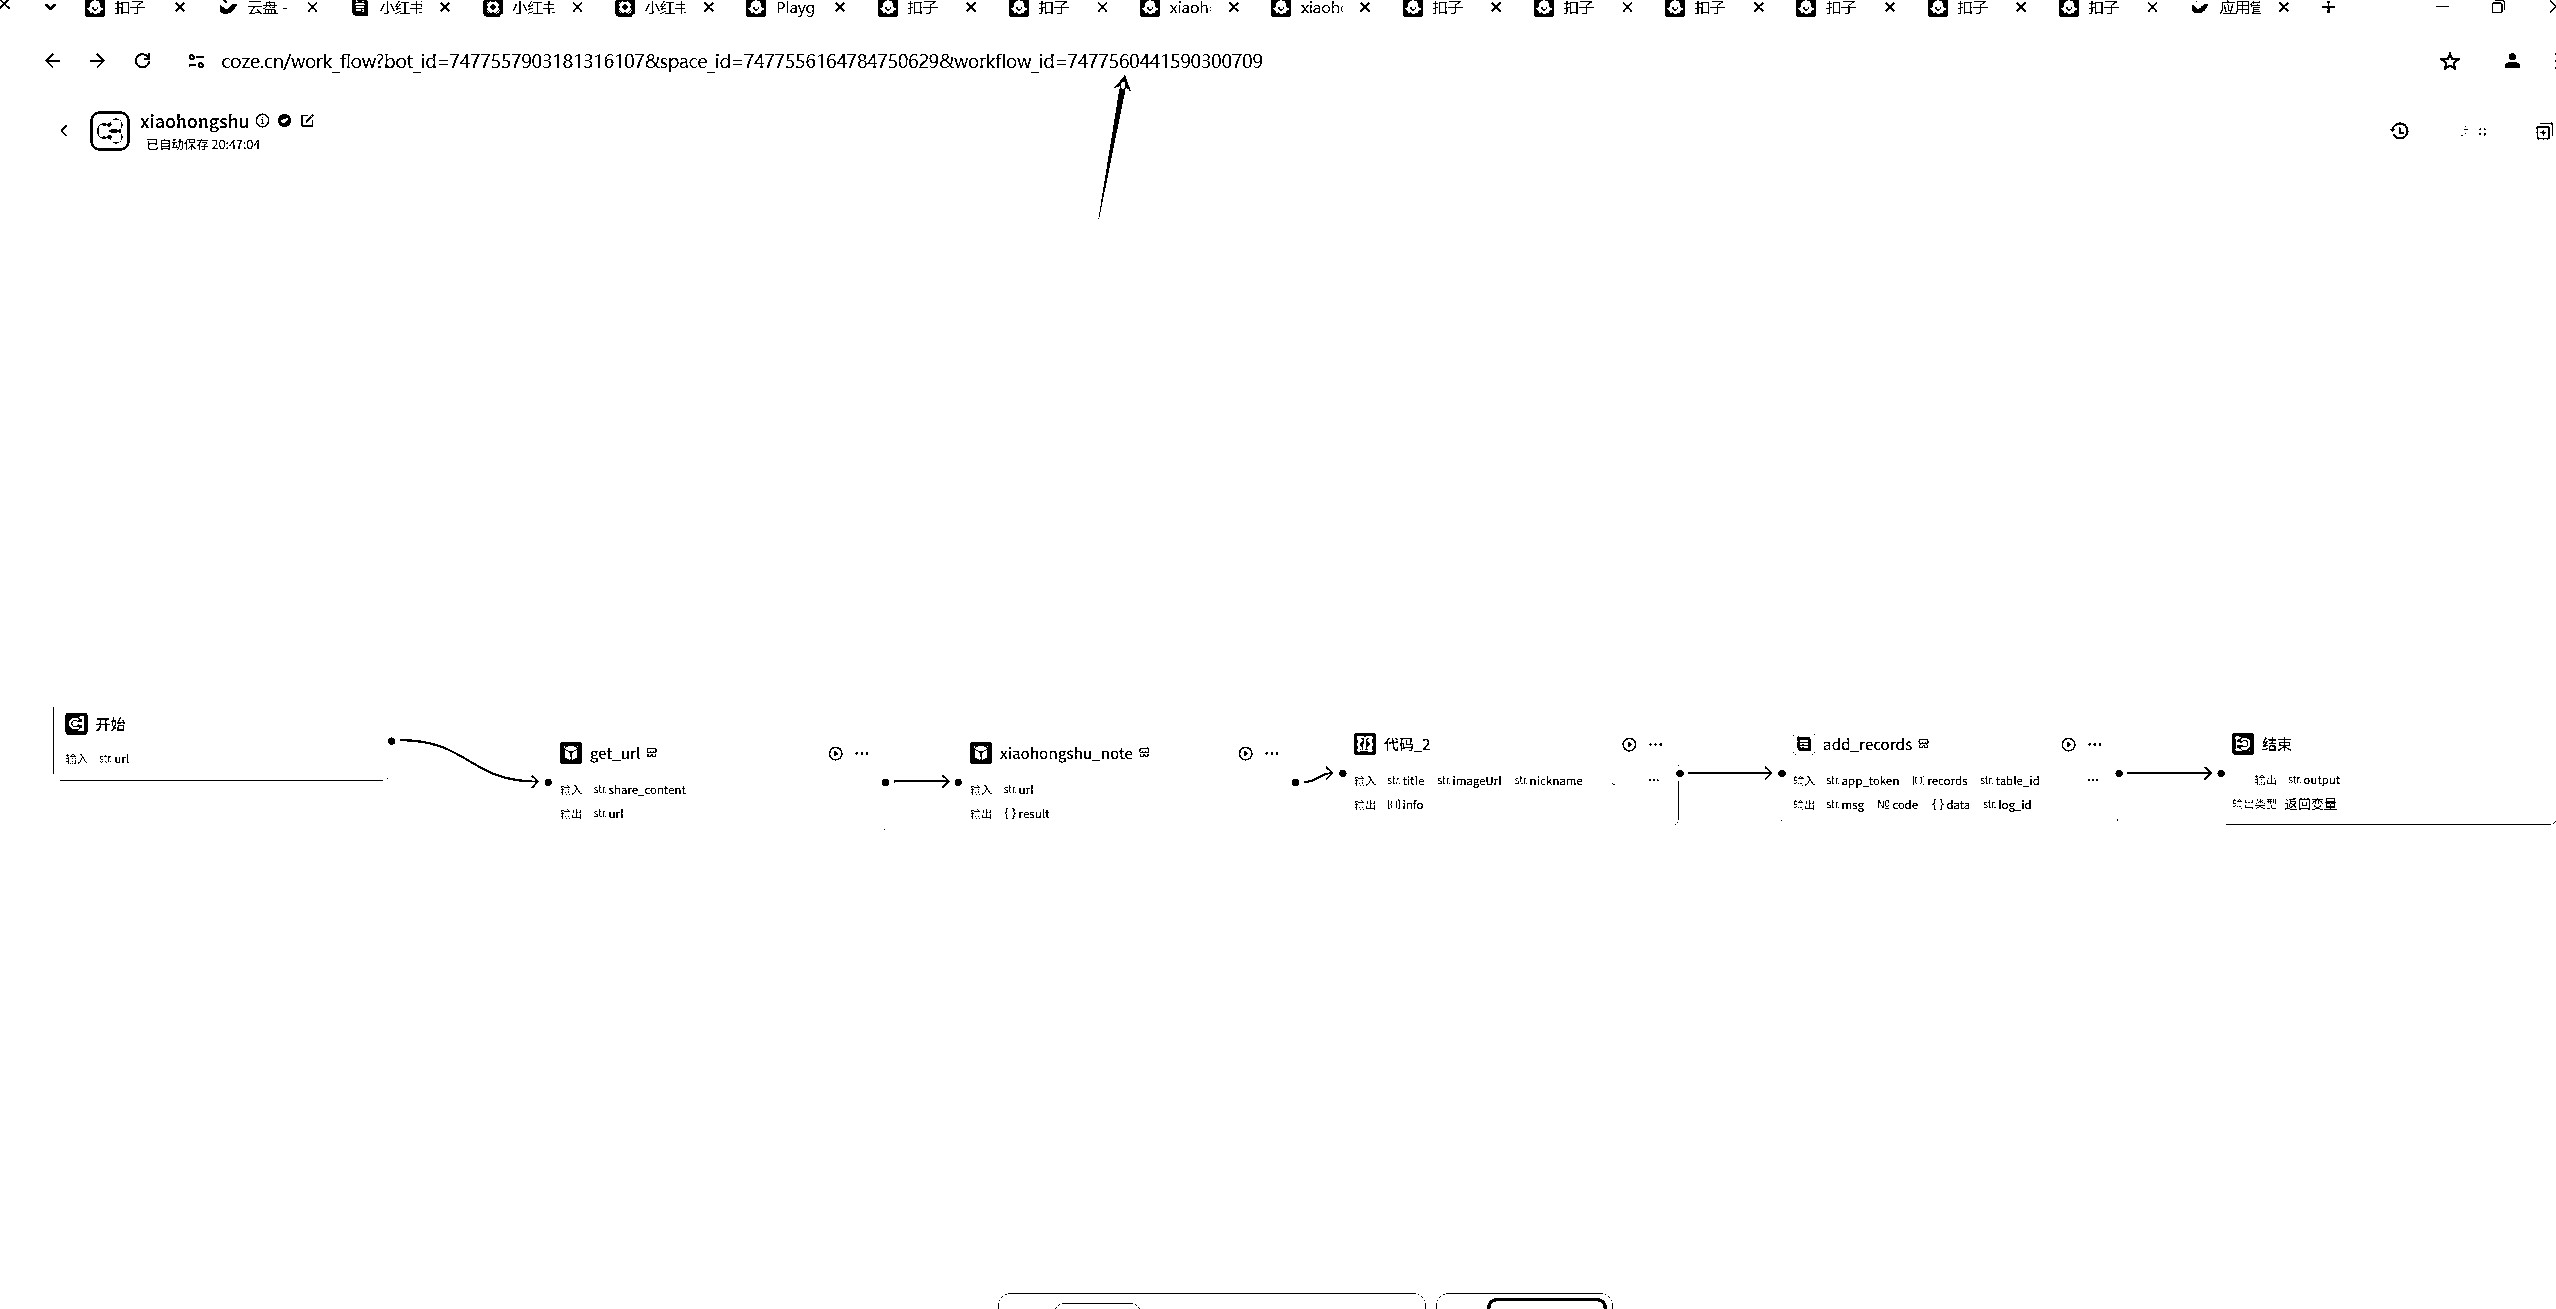 扣子 云盘 - 小红书 小红书 小红书 Playg 扣子 扣子 xiaoh xiaoh 扣子 扣子 扣子 扣子 扣子 扣子 应用管
coze.cn/work_flow?bot_id=7477557903181316107&space_id=7477556164784750629&workflow_id=7477560441590300709
xiaohongshu
已自动保存 20:47:04
开始
输入 str.url
get_url
输入 str.share_content
输出 str.url
xiaohongshu_note
输入 str.url
输出 {}result
代码_2
输入 str.title str.imageUrl str.nickname ...
输出 [0]info
add_records
输入 str.app_token [0]records str.table_id ...
输出 str.msg №code {}data str.log_id
结束
输出 str.output
输出类型 返回变量